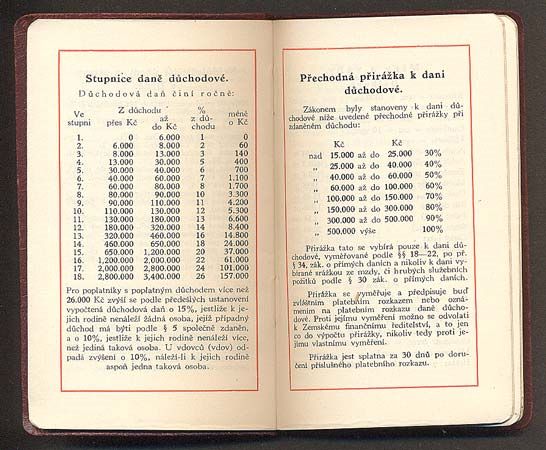 Stupnice daně důchodové.
Důchodová daň činí ročně:
Ve stupni Z důchodu přes Kč až do Kč % z dů- chodu méně o Kč
1. 0 6.000 1 0
2. 6.000 8.000 2 60
3. 8.000 13.000 3 140
4. 13.000 30.000 5 400
5. 30.000 40.000 6 700
6. 40.000 60.000 7 1.100
7. 60.000 80.000 8 1.700
8. 80.000 90.000 10 3.300
9. 90.000 110.000 11 4.200
10. 110.000 130.000 12 5.300
11. 130.000 180.000 13 6.600
12. 180.000 320.000 14 8.400
13. 320.000 460.000 16 14.800
14. 460.000 650.000 18 24.000
15. 650.000 1,200.000 20 37.000
16. 1,200.000 2,000.000 22 61.000
17. 2,000.000 2,800.000 24 101.000
18. 2,800.000 3,400.000 26 157.000
Pro poplatníky s poplatným důchodem více než
26.000 Kč zvýší se podle předešlých ustanovení
vypočtená důchodová daň o 15%, jestliže k je-
jich rodině nenáleží žádná osoba, jejíž případný
důchod má býti podle § 5 společně zdaněn,
a o 10%, jestliže k jejich rodině nenáleží více,
než jediná taková osoba. U vdovců (vdov) od-
padá zvýšení o 10%, náleží-li k jejich rodině
aspoň jedna taková osoba.
Přechodná přirážka k dani
důchodové.
Zákonem byly stanoveny k dani dů-
chodové níže uvedené přechodné přirážky při
zdaněném důchodu:
Kč Kč
nad 15.000 až do 25.000 30%
„ 25.000 až do 40.000 40%
„ 40.000 až do 60.000 50%
„ 60.000 až do 100.000 60%
„ 100.000 až do 150.000 70%
„ 150.000 až do 300.000 80%
„ 300.000 až do 500.000 90%
„ 500.000 výše 100%
Přirážka tato se vybírá pouze k dani dů-
chodové, vyměřované podle §§ 18—22, po př.
§ 34, zák. o přímých daních a nikoliv k dani vy-
bírané srážkou ze mzdy, či hrubých služebních
požitků podle § 30 zák. o přímých daních.
Přirážka se vyměřuje a předpisuje buď
zvláštním platebním rozkazem nebo ozná-
mením na platebním rozkazu daně důchodo-
vé. Proti jejímu vyměření možno se odvolati
k Zemskému finančnímu ředitelství, a to jen
co do výpočtu přirážky, nikoliv tedy proti je-
jímu vlastnímu vyměření.
Přirážka jest splatna za 30 dnů po doru-
čení příslušného platebního rozkazu.